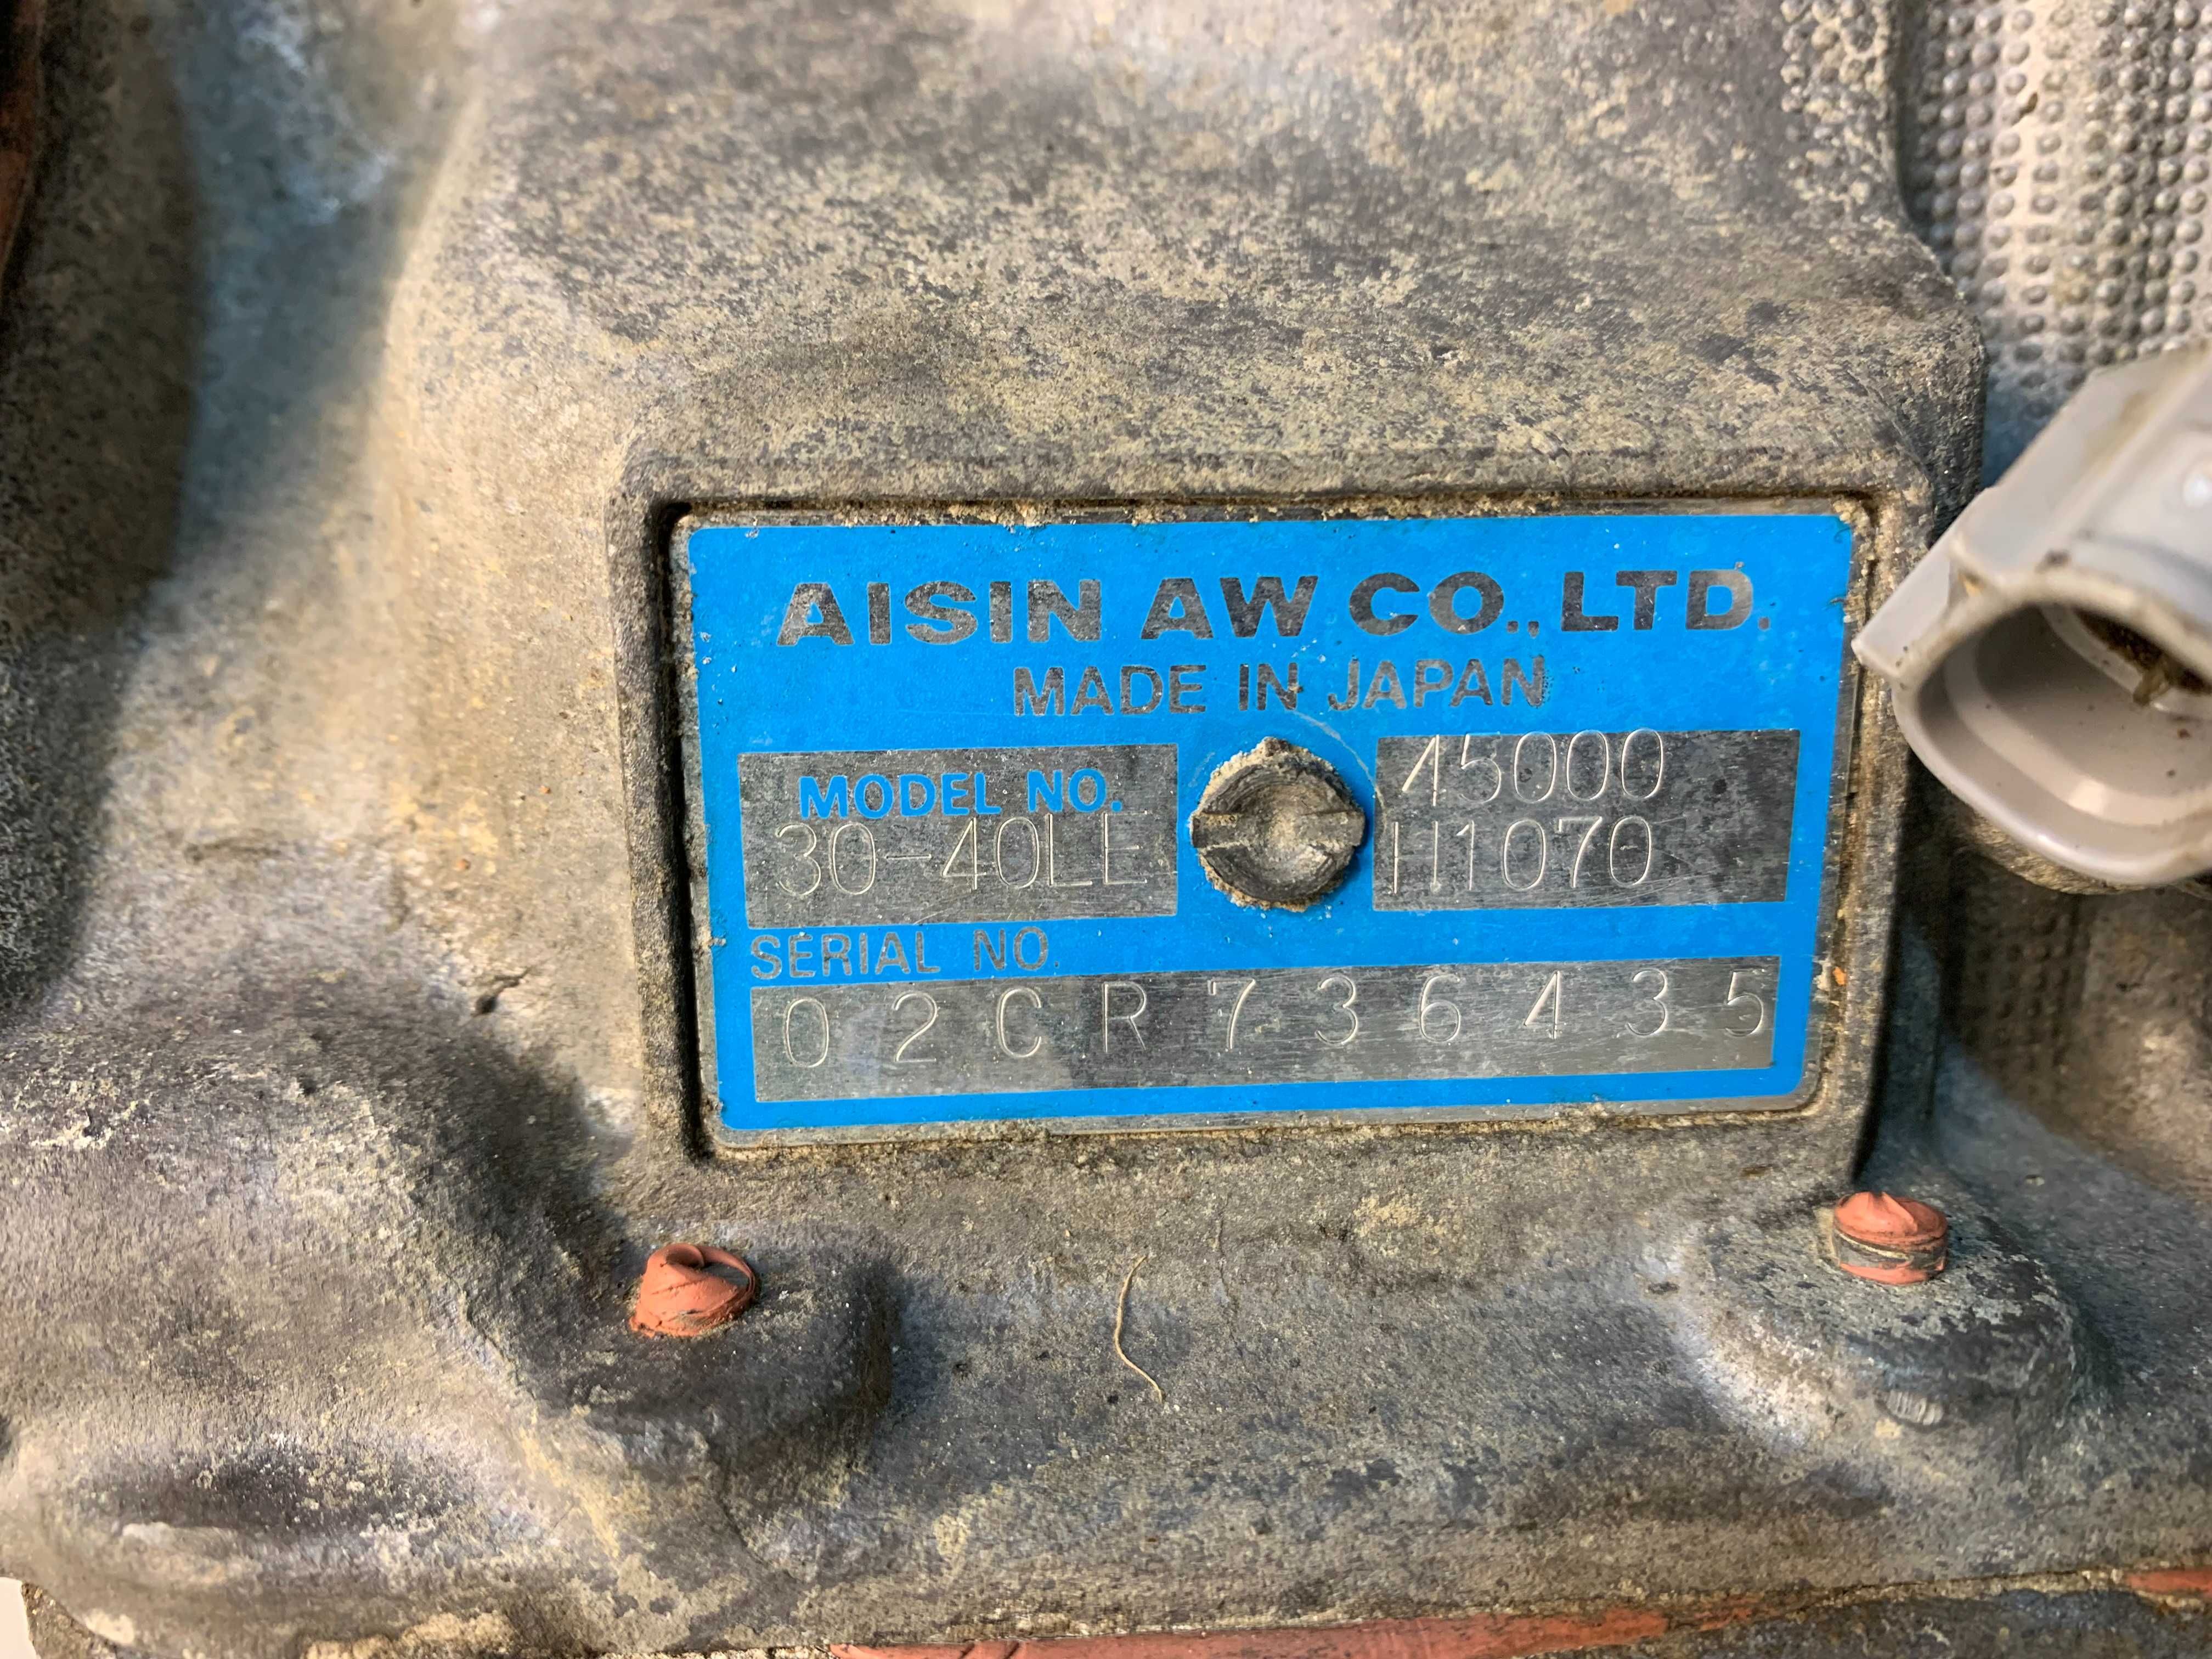 AISIN AW CO., LTD.
MADE IN JAPAN
MODEL NO.
30-40LE
45000
H1070
SERIAL NO.
02CR736435